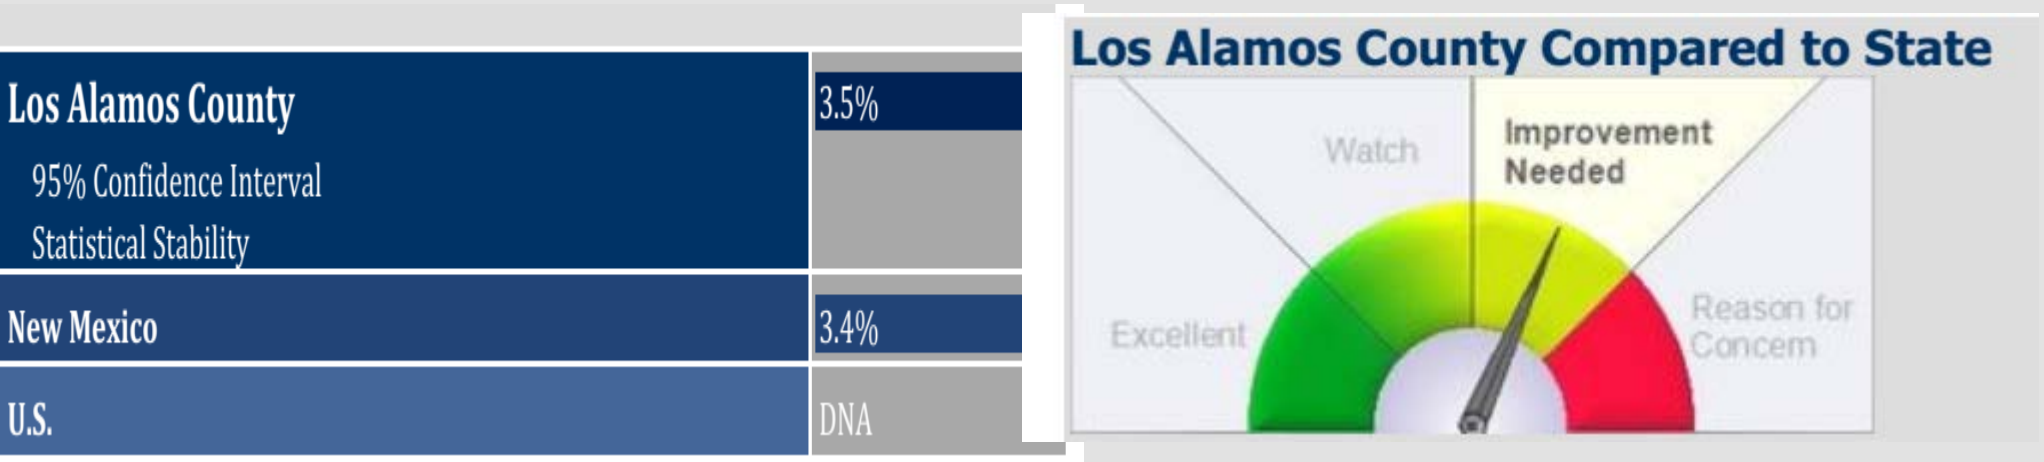 Los Alamos County
3.5%
95% Confidence Interval
Statistical Stability
New Mexico
3.4%
U.S.
DNA
Los Alamos County Compared to State
Watch
Improvement
Needed
Excellent
Reason for
Concern